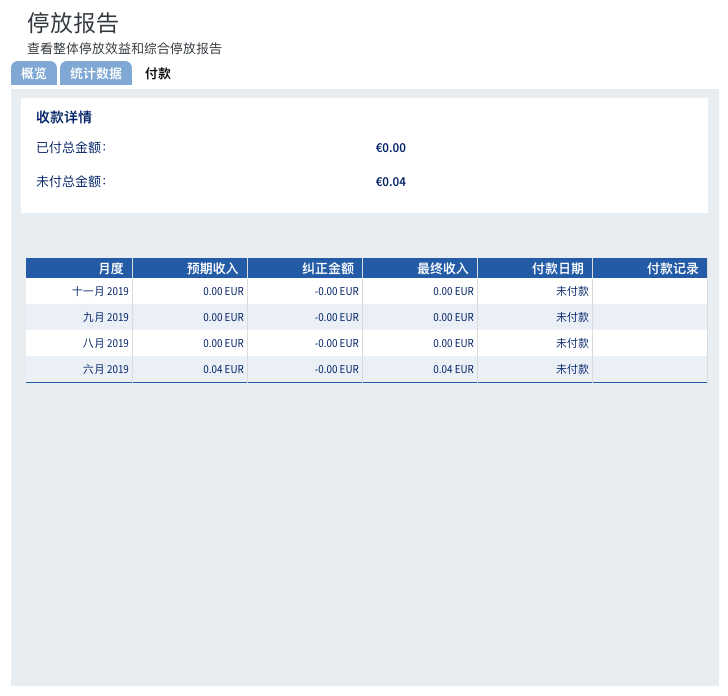 停放报告
查看整体停放效益和综合停放报告
概览 统计数据 付款
收款详情
已付总金额: €0.00
未付总金额: €0.04
月度 预期收入 纠正金额 最终收入 付款日期 付款记录
十一月 2019 0.00 EUR -0.00 EUR 0.00 EUR 未付款
九月 2019 0.00 EUR -0.00 EUR 0.00 EUR 未付款
八月 2019 0.00 EUR -0.00 EUR 0.00 EUR 未付款
六月 2019 0.04 EUR -0.00 EUR 0.04 EUR 未付款